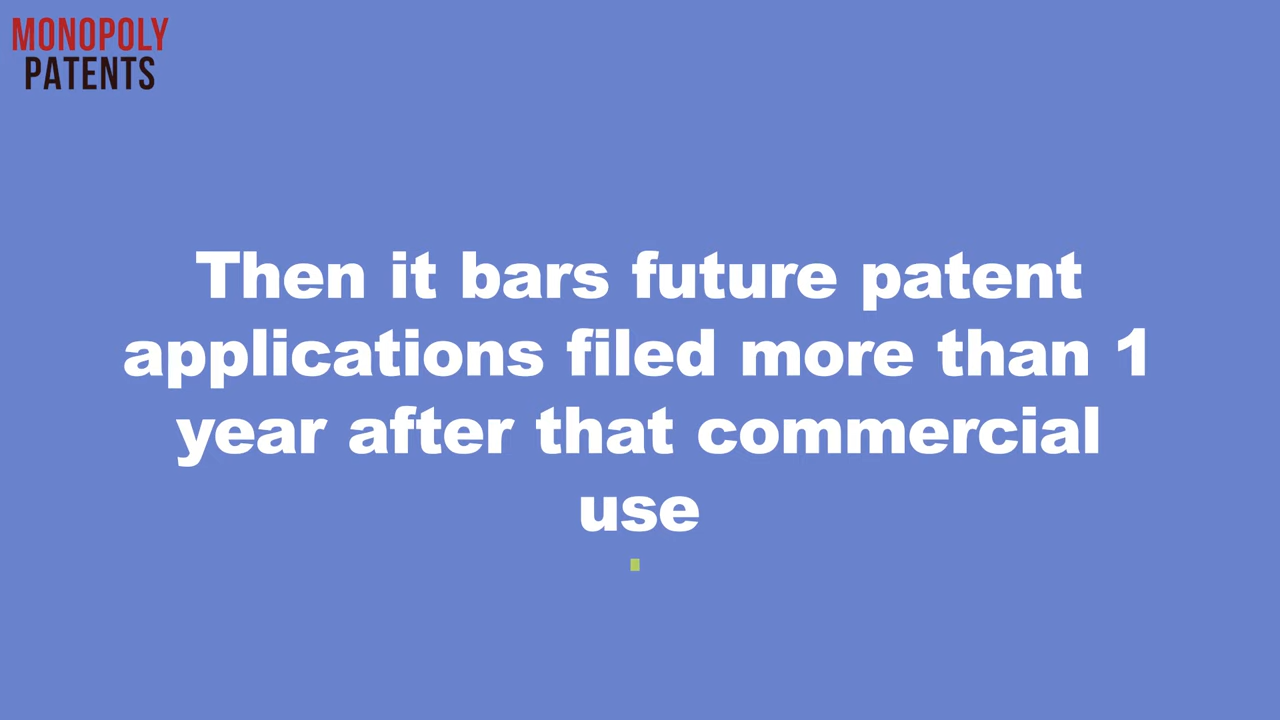 MONOPOLY
PATENTS
Then it bars future patent
applications filed more than 1
year after that commercial
use